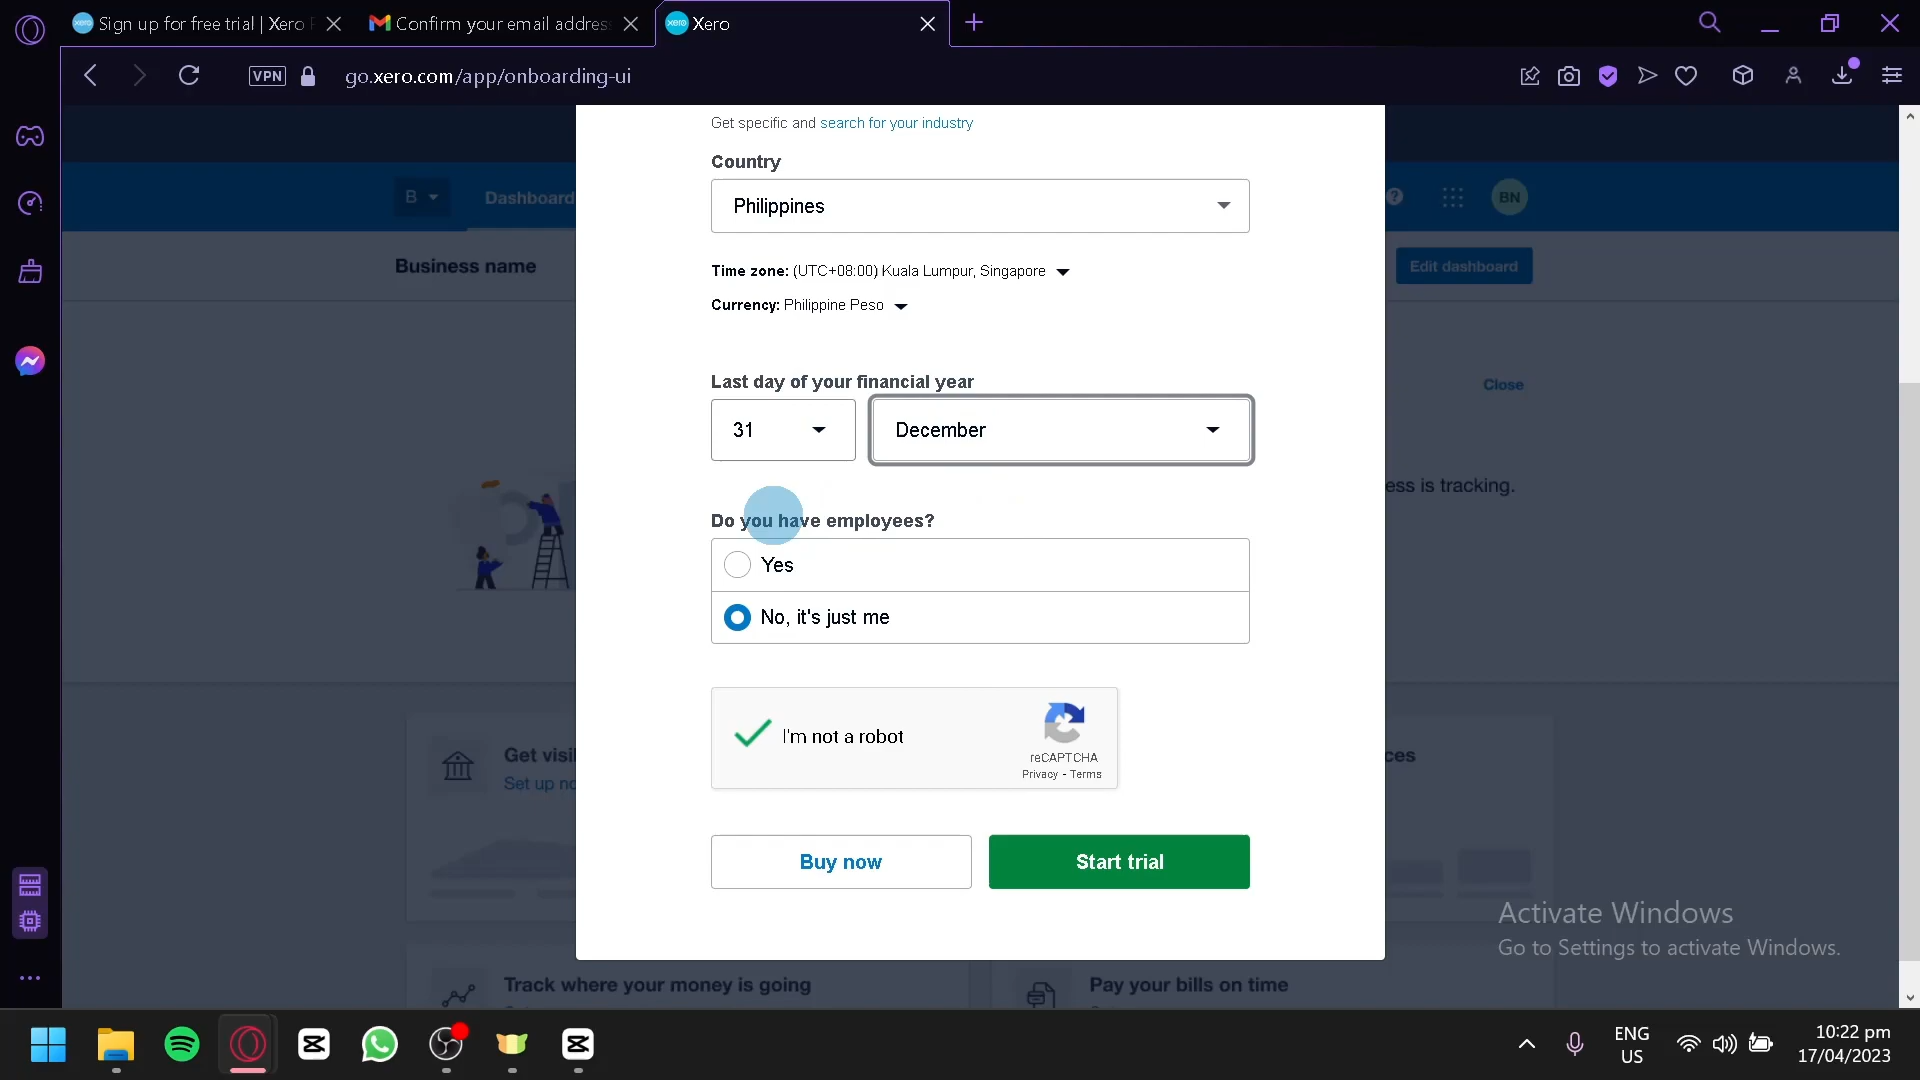 Sign up for free trial | Xero
Confirm your email addres
xero Xero
VPN
go.xero.com/app/onboarding-ui
Get specific and search for your industry
Country
Philippines
B
Dashboard
BN
Business name
Edit dashboard
Time zone: (UTC+08:00) Kuala Lumpur, Singapore
Currency: Philippine Peso
Last day of your financial year
Close
31
December
ess is tracking.
Do you have employees?
Yes
No, it's just me
I'm not a robot
reCAPTCHA
Privacy - Terms
Get visi
Set up no
ces
Buy now
Start trial
Activate Windows
Go to Settings to activate Windows.
Track where your money is going
Pay your bills on time
ENG
US
10:22 pm
17/04/2023